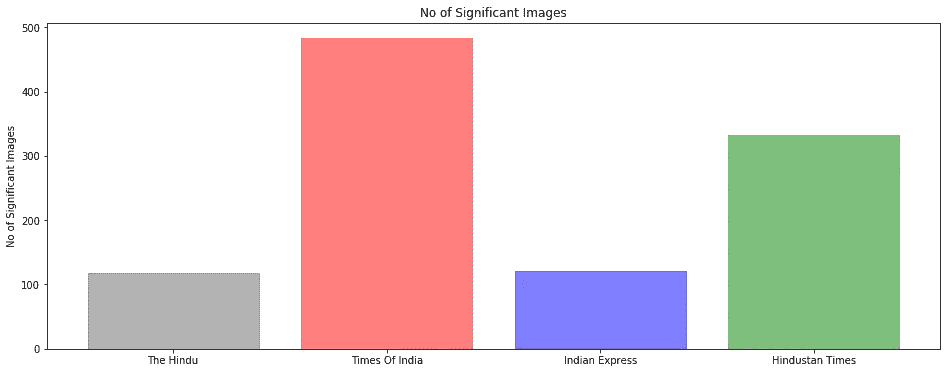 No of Significant Images
No of Significant Images
500
400
300
200
100
0
The Hindu
Times Of India
Indian Express
Hindustan Times